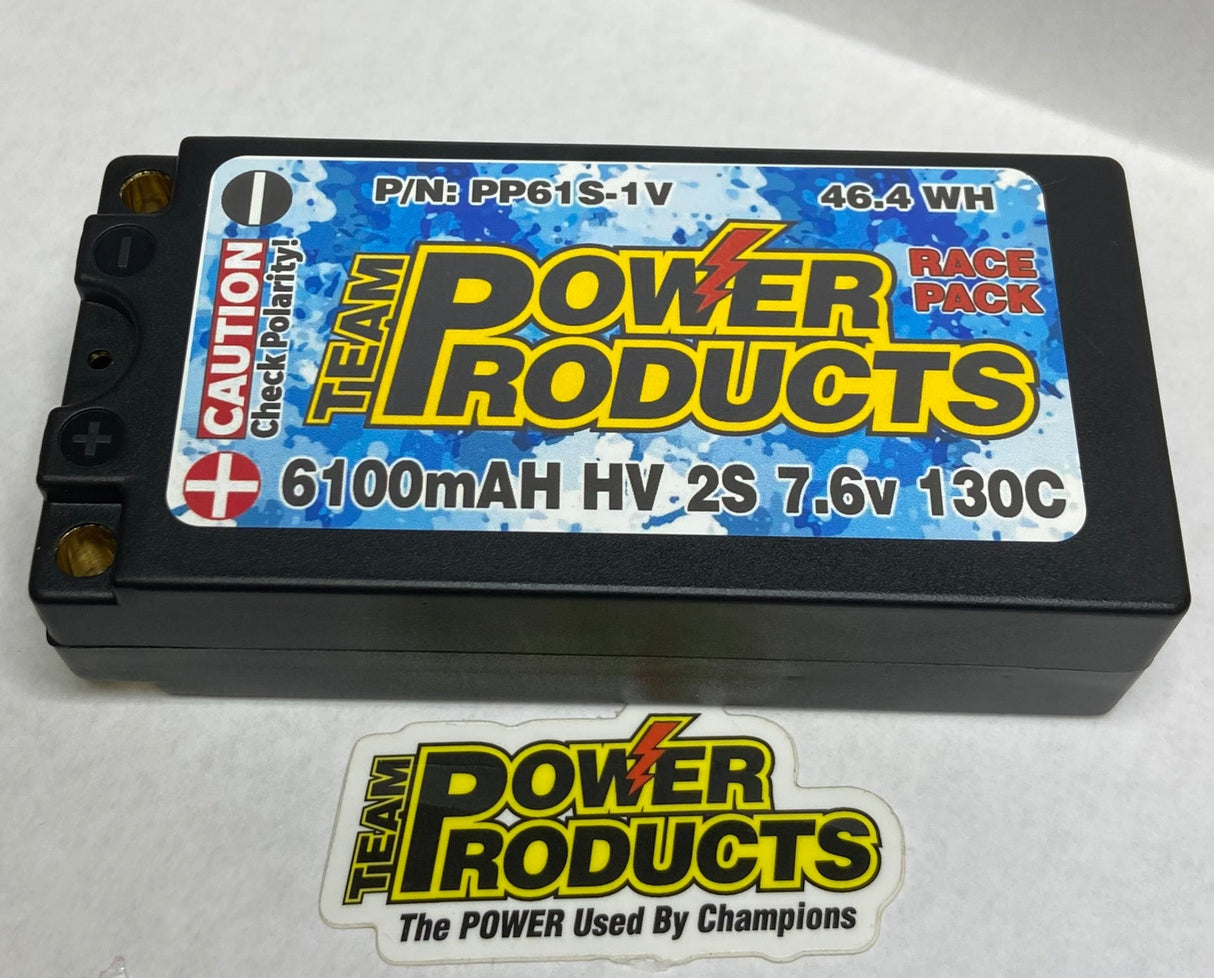 P/N: PP61S-1V 46.4 WH
CAUTION
Check Polarity!
TEAM
POWER
PRODUCTS
RACE
PACK
6100mAH HV 2S 7.6v 130C
TEAM
POWER
PRODUCTS
The POWER Used By Champions